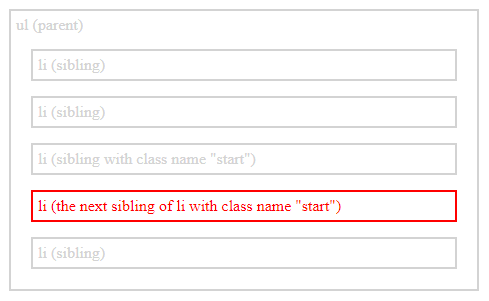 ul (parent)
li (sibling)
li (sibling)
li (sibling with class name "start")
li (the next sibling of li with class name "start")
li (sibling)